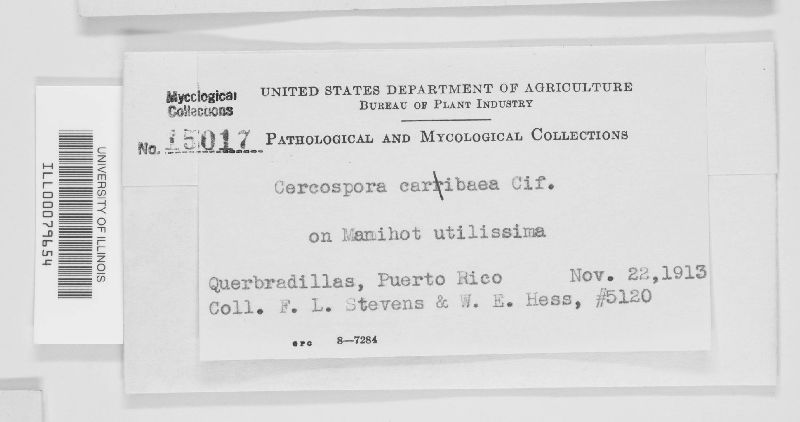 UNITED STATES DEPARTMENT OF AGRICULTURE
BUREAU OF PLANT INDUSTRY
Mycological
Collections
No. 15017
PATHOLOGICAL AND MYCOLOGICAL COLLECTIONS
Cercospora carribaea Cif.
on Manihot utilissima
Querbradillas, Puerto Rico Nov. 22,1913
Coll. F. L. Stevens & W. E. Hess, #5120
orc 8—7284
UNIVERSITY OF ILLINOIS
ILL00079654